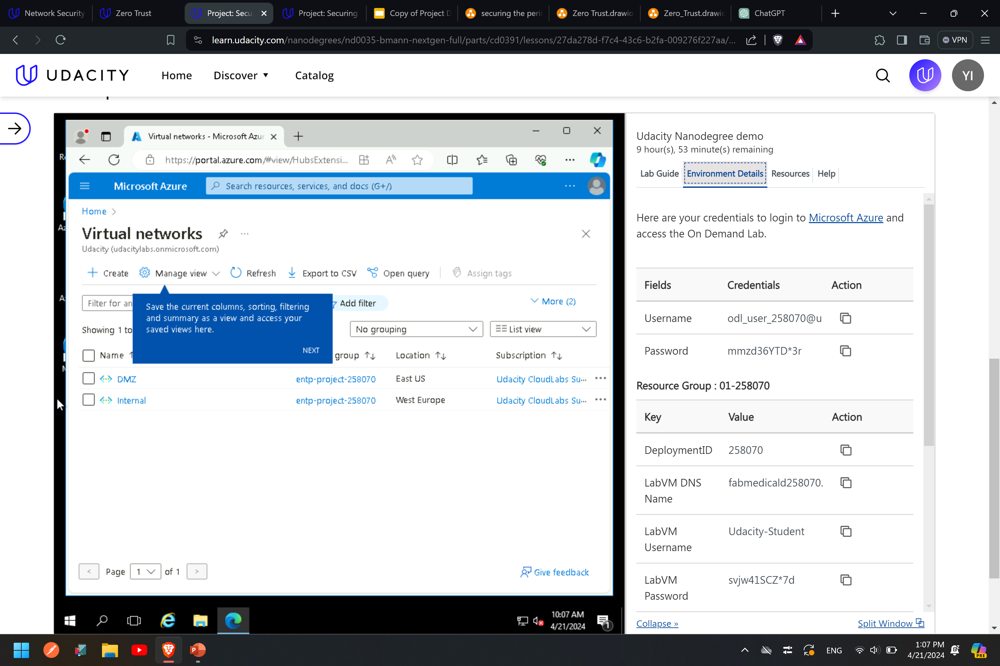 Network Security
Zero Trust
Project: Secu
Project: Securing
Copy of Project D
securing the peri
Zero Trust.drawio
Zero_Trust.drawio
ChatGPT
learn.udacity.com/nanodegrees/nd0035-bmann-nextgen-full/parts/cd0391/lessons/27da278d-f7c4-43c6-b2fa-009276f227aa/...
VPN
UDACITY
Home
Discover
Catalog
YI
Virtual networks - Microsoft Azur
https://portal.azure.com/#view/HubsExtensi...
Microsoft Azure
Search resources, services, and docs (G+/)
Home
Virtual networks
Udacity (udacitylabs.onmicrosoft.com)
Create
Manage view
Refresh
Export to CSV
Open query
Assign tags
Filter for an
Add filter
More (2)
Save the current columns, sorting, filtering
and summary as a view and access your
saved views here.
NEXT
Showing 1 to
No grouping
List view
Name
group
Location
Subscription
DMZ
entp-project-258070
East US
Udacity CloudLabs Su...
Internal
entp-project-258070
West Europe
Udacity CloudLabs Su...
< Page 1 of 1 >
Give feedback
10:07 AM
4/21/2024
1
Udacity Nanodegree demo
9 hour(s), 53 minute(s) remaining
Lab Guide
Environment Details
Resources
Help
Here are your credentials to login to Microsoft Azure and
access the On Demand Lab.
Fields Credentials Action
Username odl_user_258070@u
Password mmzd36YTD*3r
Resource Group : 01-258070
Key Value Action
DeploymentID 258070
LabVM DNS fabmedicald258070.
Name
LabVM Udacity-Student
Username
LabVM svjw41SCZ*7d
Password
Collapse »
Split Window
ENG
1:07 PM
4/21/2024
PRE